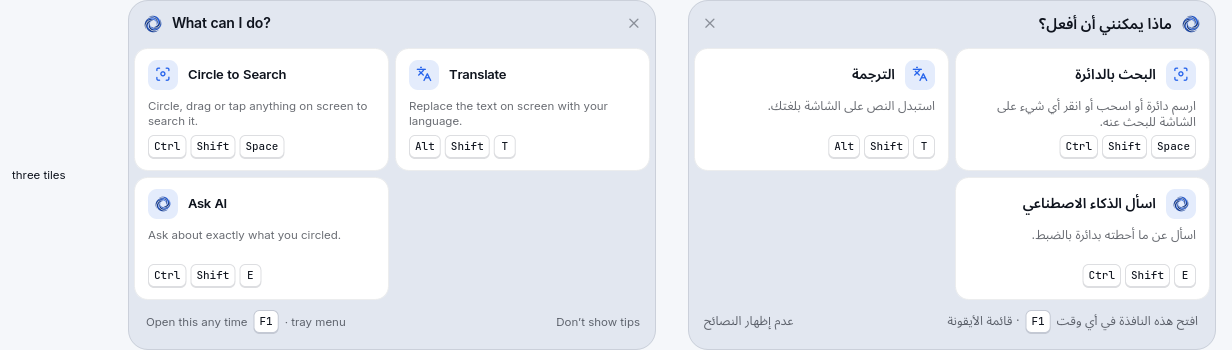 three tiles
What can I do?
Circle to Search
Circle, drag or tap anything on screen to
search it.
Ctrl Shift Space
Translate
Replace the text on screen with your
language.
Alt Shift T
Ask AI
Ask about exactly what you circled.
Ctrl Shift E
Open this any time F1 · tray menu
Don't show tips
ماذا يمكنني أن أفعل؟
البحث بالدائرة
ارسم دائرة أو اسحب أو انقر أي شيء على
الشاشة للبحث عنه.
Ctrl Shift Space
الترجمة
استبدل النص على الشاشة بلغتك.
Alt Shift T
اسأل الذكاء الاصطناعي
اسأل عن ما أحطته بدائرة بالضبط.
Ctrl Shift E
افتح هذه النافذة في أي وقت F1 · قائمة الأيقونة
عدم إظهار النصائح